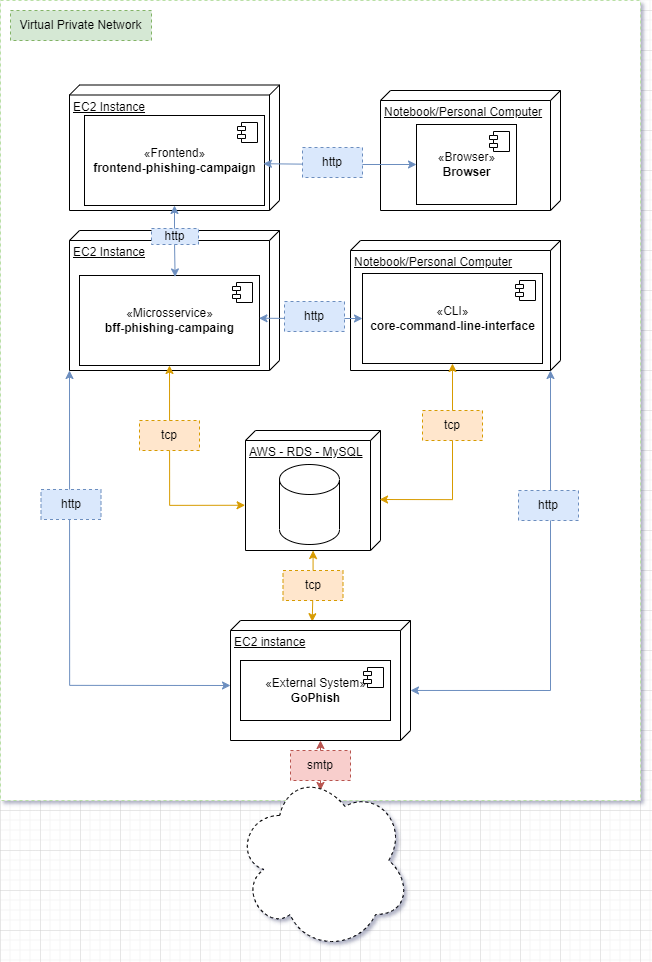 Virtual Private Network
EC2 Instance
«Frontend»
frontend-phishing-campaign
http
Notebook/Personal Computer
«Browser»
Browser
http
EC2 Instance
«Microsservice»
bff-phishing-campaing
http
Notebook/Personal Computer
«CLI»
core-command-line-interface
tcp
tcp
AWS - RDS - MySQL
http
http
tcp
EC2 instance
«External System»
GoPhish
smtp